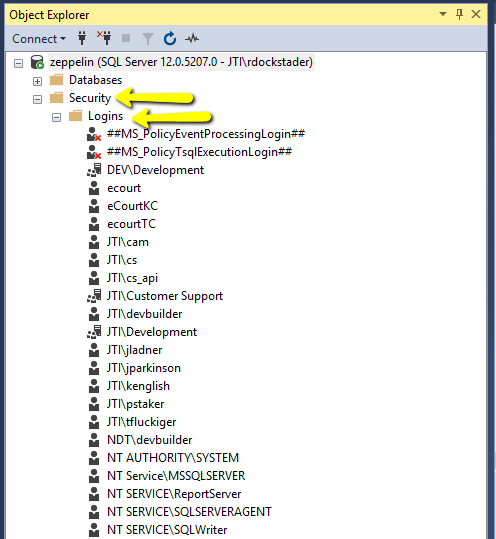 Object Explorer
Connect
zeppelin (SQL Server 12.0.5207.0 - JTI\rdockstader)
Databases
Security
Logins
##MS_PolicyEventProcessingLogin##
##MS_PolicyTsqlExecutionLogin##
DEV\Development
ecourt
eCourtKC
ecourtTC
JTI\cam
JTI\cs
JTI\cs_api
JTI\Customer Support
JTI\devbuilder
JTI\Development
JTI\jladner
JTI\jparkinson
JTI\kenglish
JTI\pstaker
JTI\tfluckiger
NDT\devbuilder
NT AUTHORITY\SYSTEM
NT Service\MSSQLSERVER
NT SERVICE\ReportServer
NT SERVICE\SQLSERVERAGENT
NT SERVICE\SQLWriter